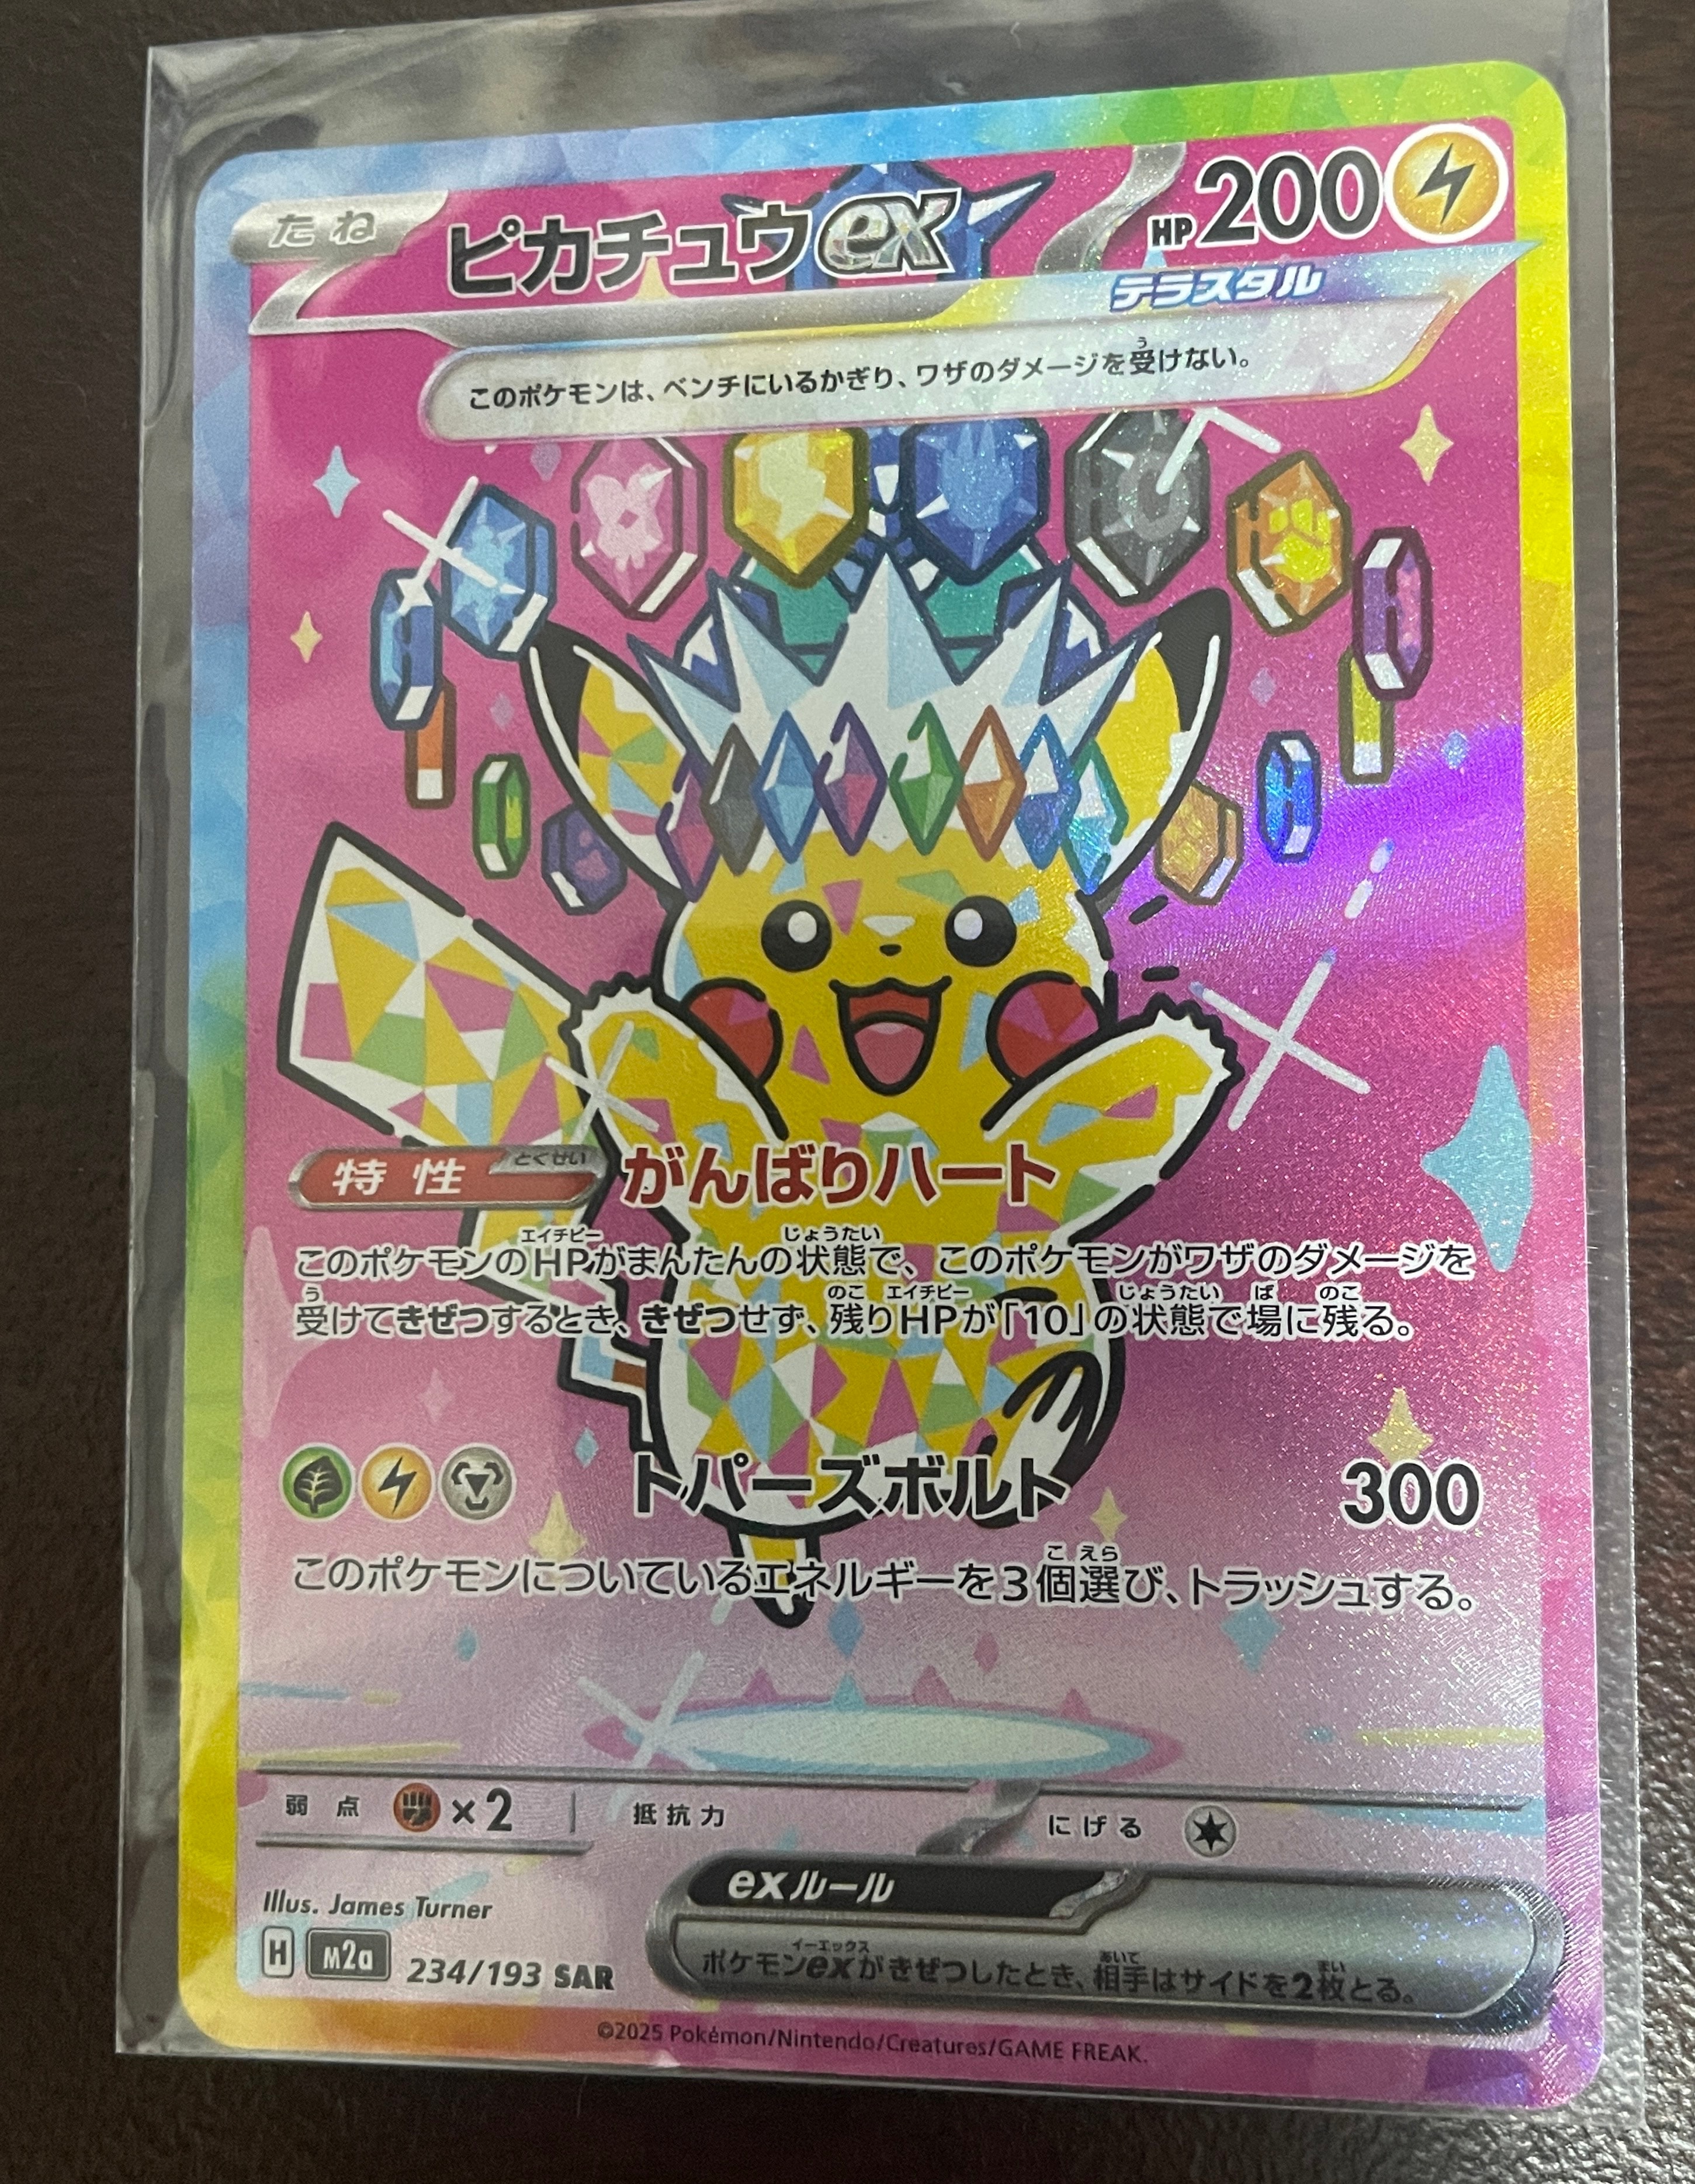 たね
ピカチュウex
HP200
テラスタル
このポケモンは、ベンチにいるかぎり、ワザのダメージを受けない。
特性 とくせい がんばりハート
このポケモンのHPがまんたんの状態で、このポケモンがワザのダメージを
受けてきぜつするとき、きぜつせず、残りHPが「10」の状態で場に残る。
トパーズボルト 300
このポケモンについているエネルギーを3個選び、トラッシュする。
弱点 ×2 抵抗力 にげる
exルール
ポケモンexがきぜつしたとき、相手はサイドを2枚とる。
Illus. James Turner
H M2a 234/193 SAR
©2025 Pokémon/Nintendo/Creatures/GAME FREAK.